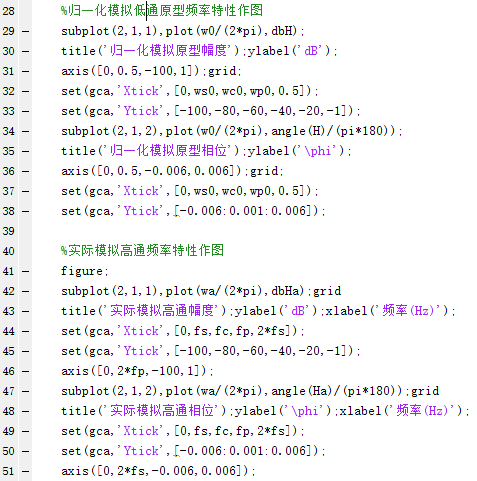 28 %归一化模拟低通原型频率特性作图
29 — subplot(2,1,1),plot(w0/(2*pi),dbH);
30 — title('归一化模拟原型幅度');ylabel('dB');
31 — axis([0,0.5,-100,1]);grid;
32 — set(gca,'Xtick',[0,ws0,wc0,wp0,0.5]);
33 — set(gca,'Ytick',[-100,-80,-60,-40,-20,-1]);
34 — subplot(2,1,2),plot(w0/(2*pi),angle(H)/(pi*180));
35 — title('归一化模拟原型相位');ylabel('\phi');
36 — axis([0,0.5,-0.006,0.006]);grid;
37 — set(gca,'Xtick',[0,ws0,wc0,wp0,0.5]);
38 — set(gca,'Ytick',[-0.006:0.001:0.006]);
39
40 %实际模拟高通频率特性作图
41 — figure;
42 — subplot(2,1,1),plot(wa/(2*pi),dbHa);grid
43 — title('实际模拟高通幅度');ylabel('dB');xlabel('频率(Hz)');
44 — set(gca,'Xtick',[0,fs,fc,fp,2*fs]);
45 — set(gca,'Ytick',[-100,-80,-60,-40,-20,-1]);
46 — axis([0,2*fp,-100,1]);
47 — subplot(2,1,2),plot(wa/(2*pi),angle(Ha)/(pi*180));grid
48 — title('实际模拟高通相位');ylabel('\phi');xlabel('频率(Hz)');
49 — set(gca,'Xtick',[0,fs,fc,fp,2*fs]);
50 — set(gca,'Ytick',[-0.006:0.001:0.006]);
51 — axis([0,2*fs,-0.006,0.006]);